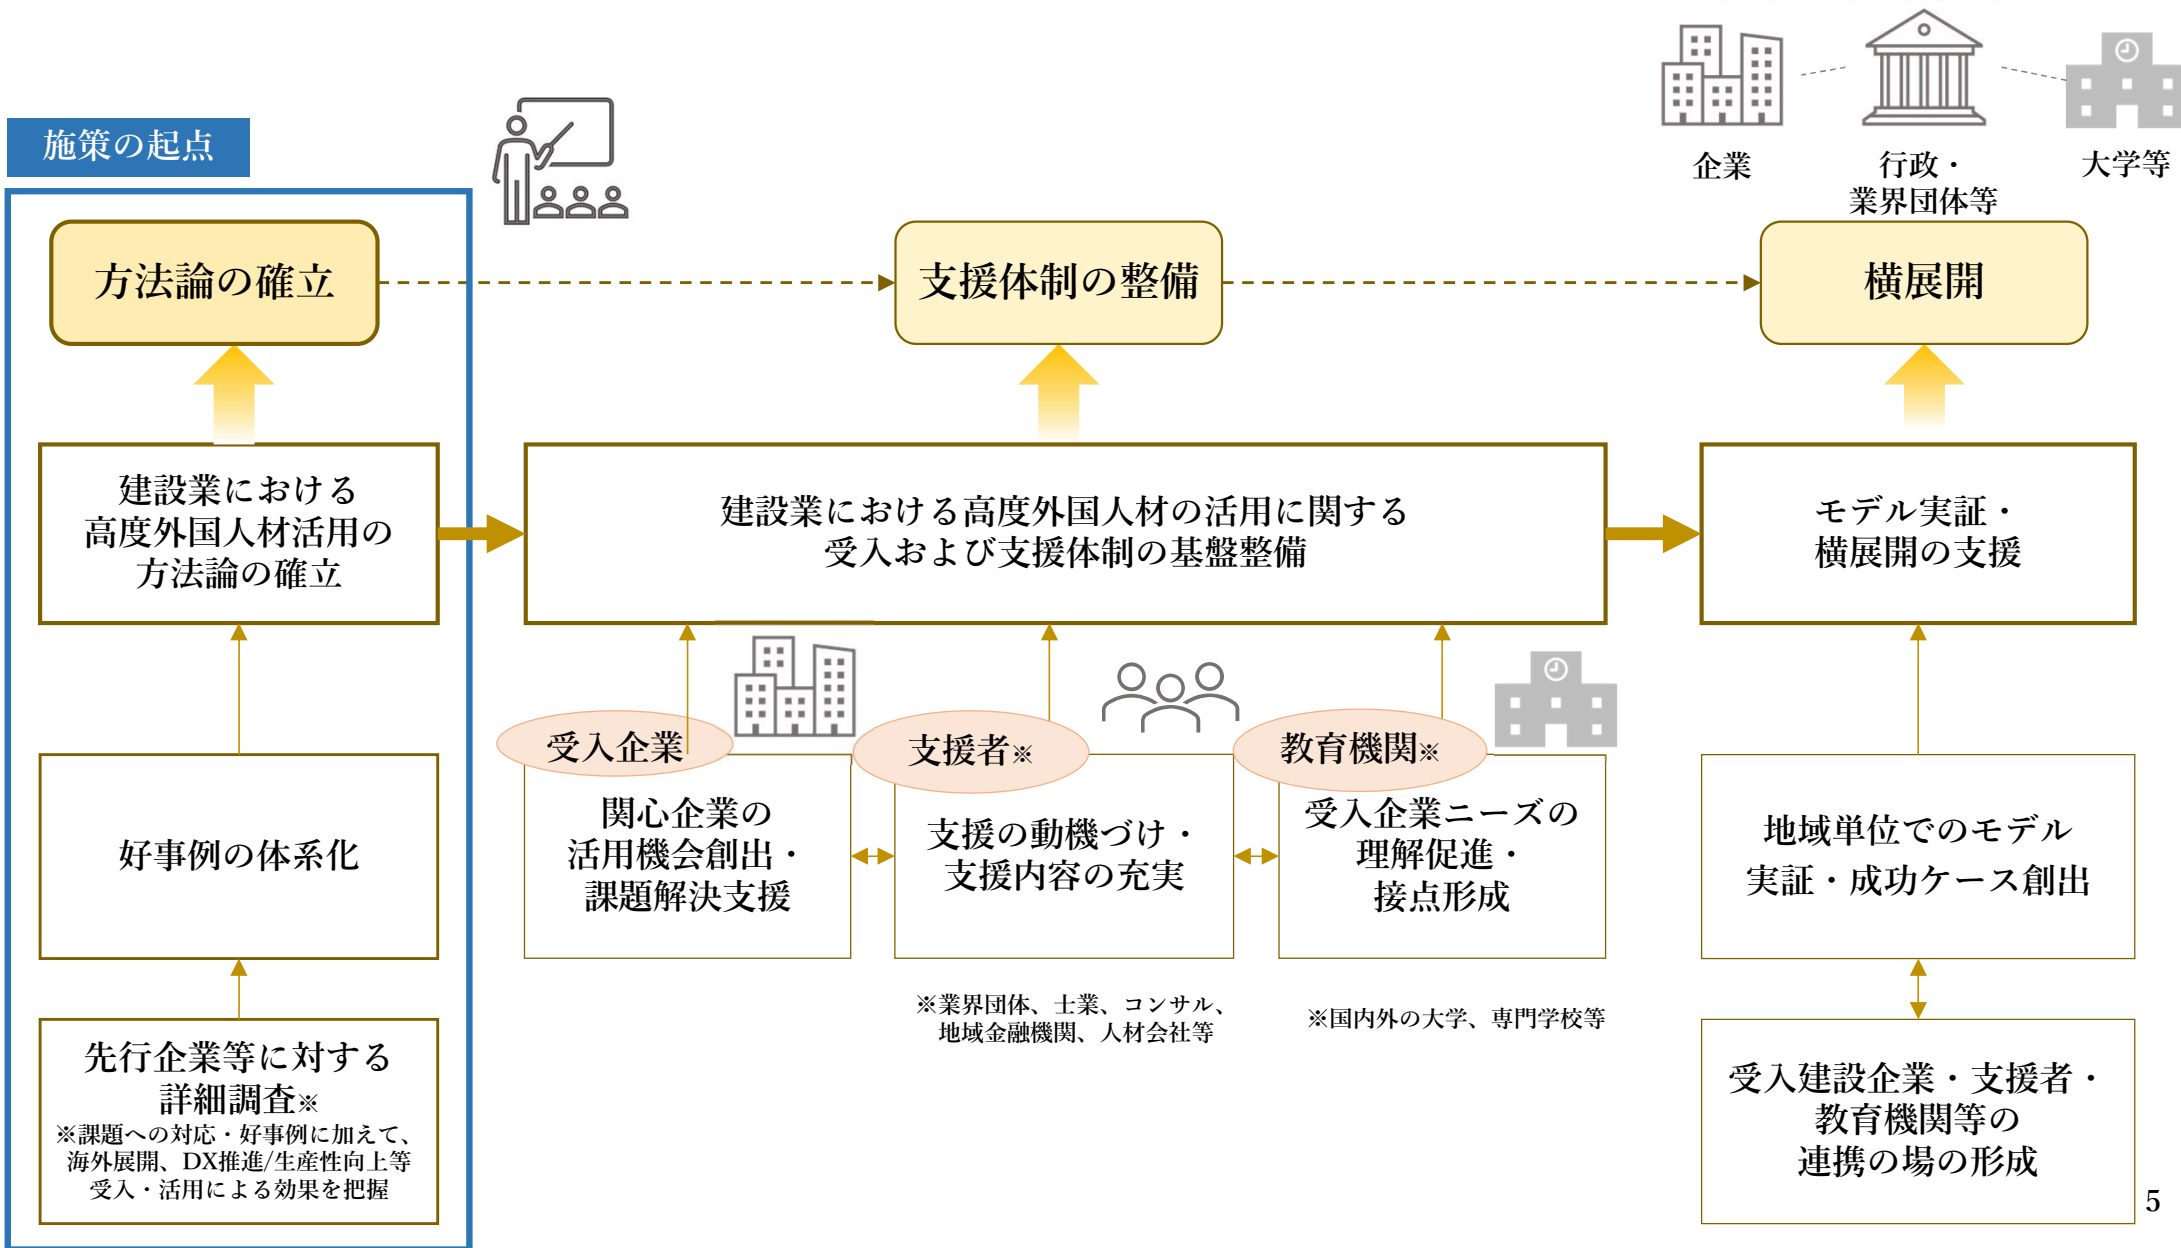 企業
行政・
業界団体等
大学等
施策の起点
方法論の確立
支援体制の整備
横展開
建設業における
高度外国人材活用の
方法論の確立
建設業における高度外国人材の活用に関する
受入および支援体制の基盤整備
モデル実証・
横展開の支援
好事例の体系化
先行企業等に対する
詳細調査※
※課題への対応・好事例に加えて、
海外展開、DX推進/生産性向上等
受入・活用による効果を把握
受入企業
関心企業の
活用機会創出・
課題解決支援
支援者※
支援の動機づけ・
支援内容の充実
※業界団体、士業、コンサル、
地域金融機関、人材会社等
教育機関※
受入企業ニーズの
理解促進・
接点形成
※国内外の大学、専門学校等
地域単位でのモデル
実証・成功ケース創出
受入建設企業・支援者・
教育機関等の
連携の場の形成
5